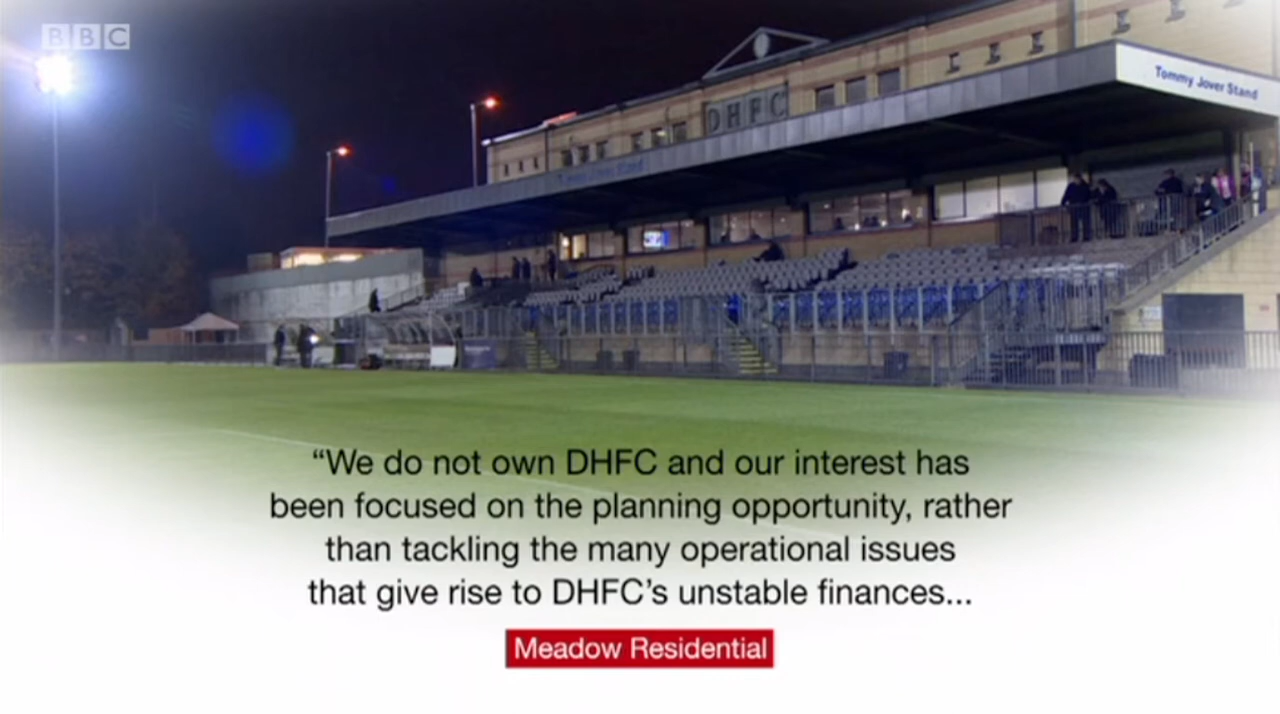 BBC
Tommy Jover Stand
DHFC
“We do not own DHFC and our interest has
been focused on the planning opportunity, rather
than tackling the many operational issues
that give rise to DHFC’s unstable finances...
Meadow Residential